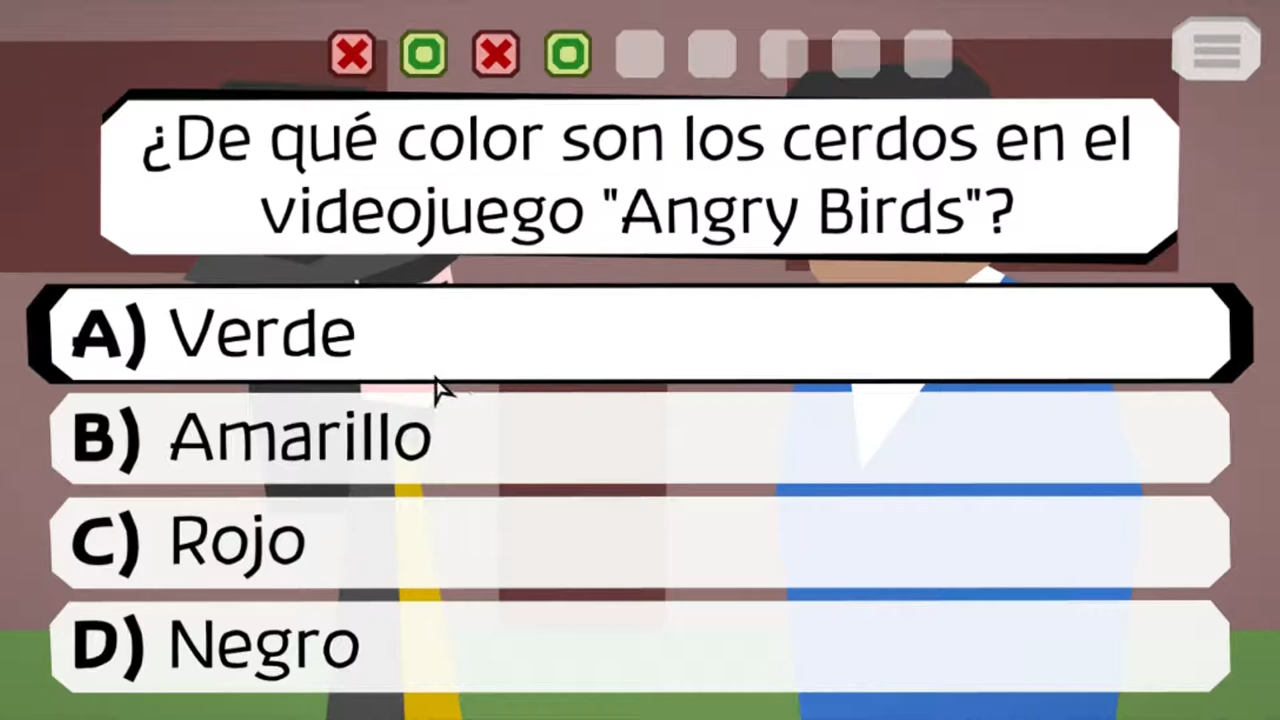 ¿De qué color son los cerdos en el
videojuego "Angry Birds"?
A) Verde
B) Amarillo
C) Rojo
D) Negro